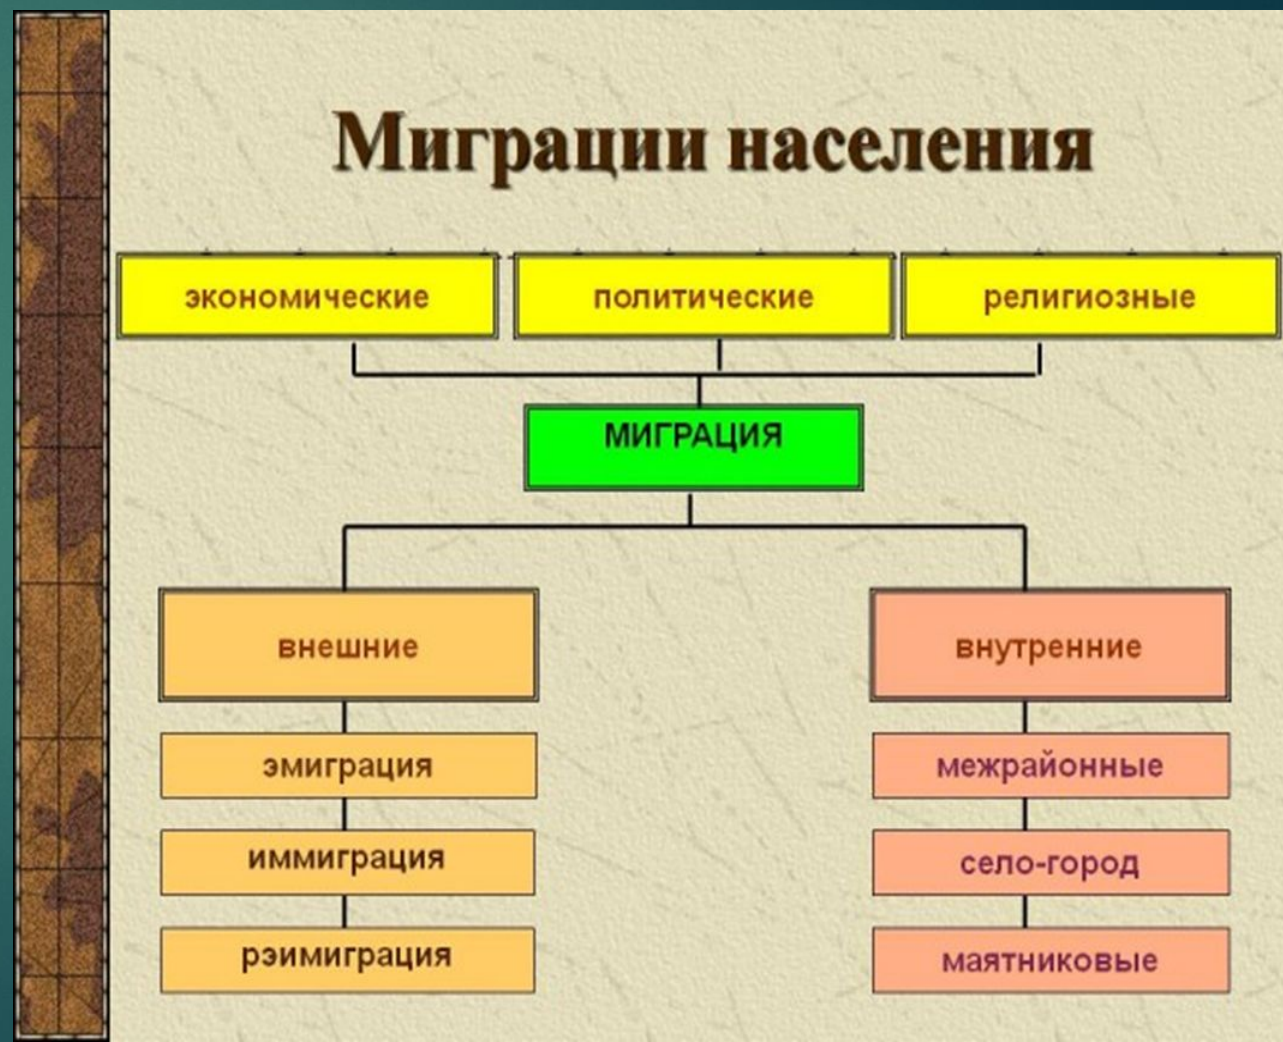 Миграции населения
экономические
политические
религиозные
МИГРАЦИЯ
внешние
внутренние
эмиграция
межрайонные
иммиграция
село-город
рэимиграция
маятниковые